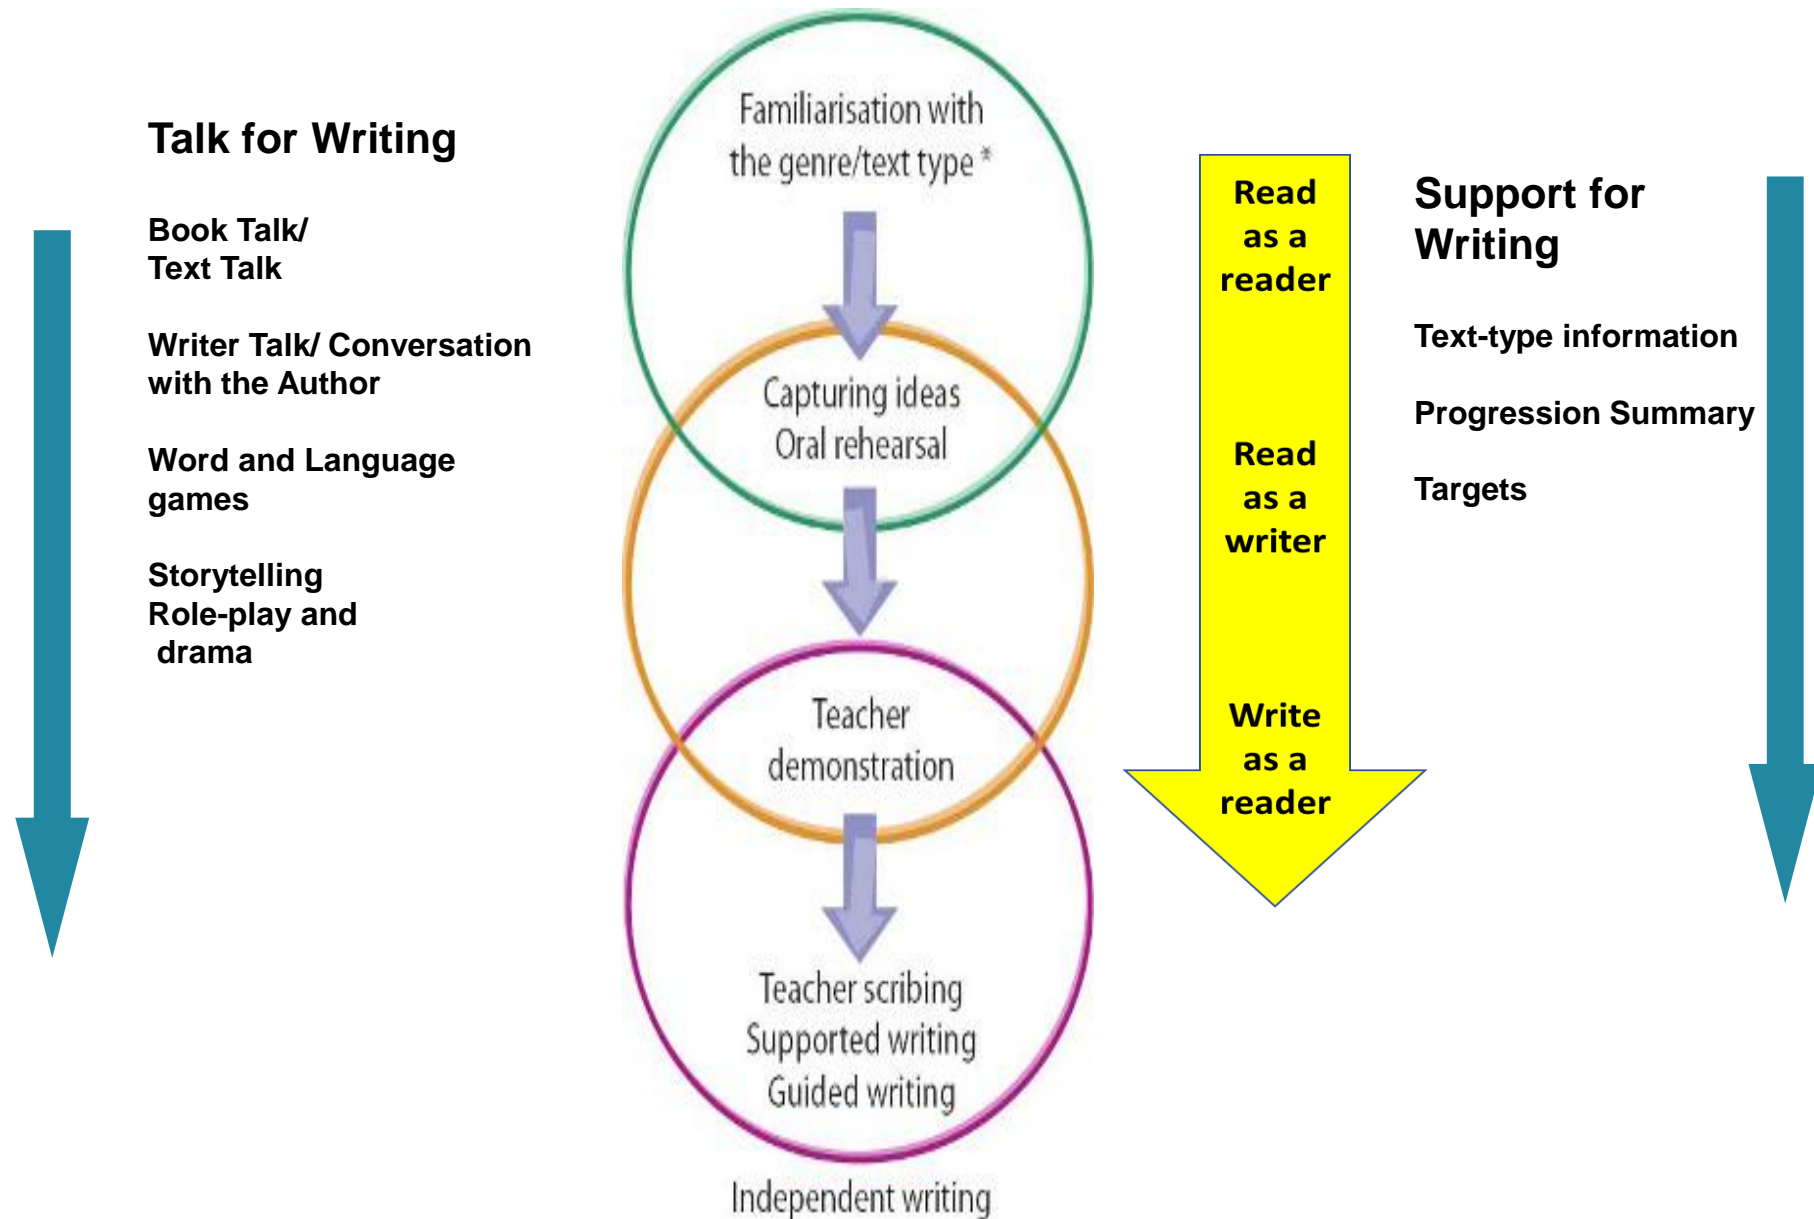 Talk for Writing
Book Talk/
Text Talk
Writer Talk/ Conversation
with the Author
Word and Language
games
Storytelling
Role-play and
drama
Familiarisation with
the genre/text type *
Capturing ideas
Oral rehearsal
Teacher
demonstration
Teacher scribing
Supported writing
Guided writing
Independent writing
Read
as a
reader
Read
as a
writer
Write
as a
reader
Support for
Writing
Text-type information
Progression Summary
Targets